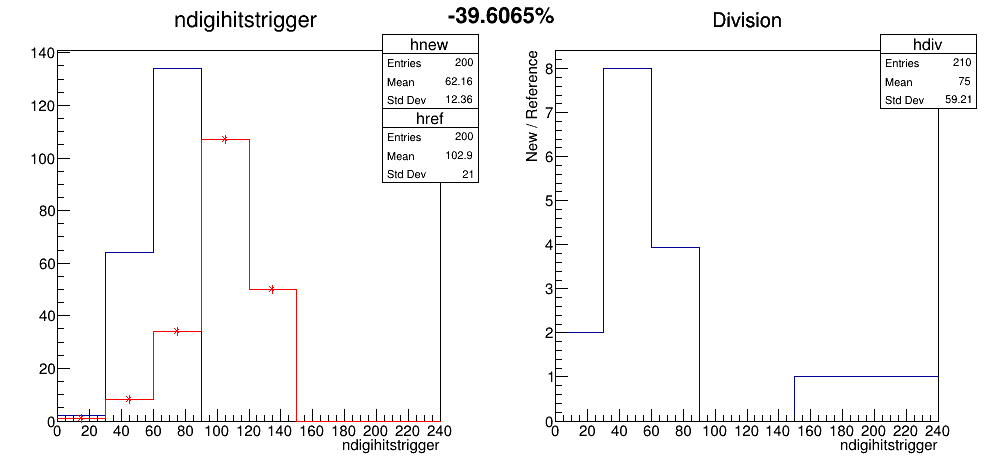 ndigihitstrigger
-39.6065%
Division
hnew
Entries 200
Mean 62.16
Std Dev 12.36
href
Entries 200
Mean 102.9
Std Dev 21
140
120
100
80
60
40
20
0
0 20 40 60 80 100 120 140 160 180 200 220 240
ndigihitstrigger
hdiv
Entries 210
Mean 75
Std Dev 59.21
New / Reference
8
7
6
5
4
3
2
1
0
0 20 40 60 80 100 120 140 160 180 200 220 240
ndigihitstrigger